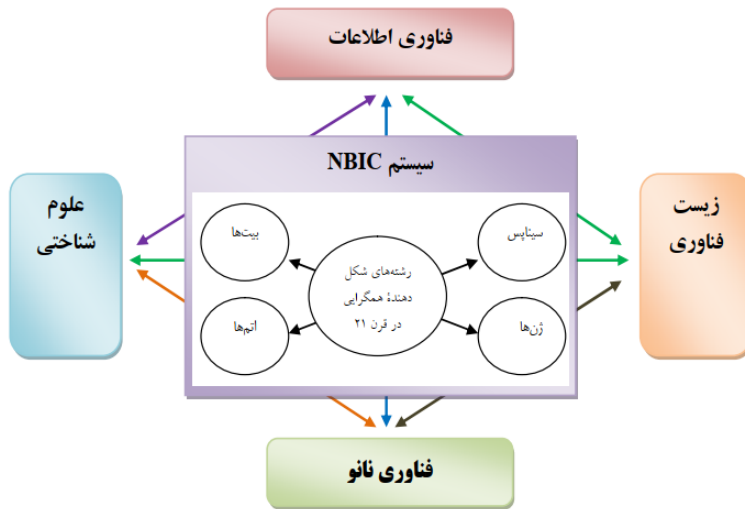 فناوری اطلاعات
سیستم NBIC
علوم
شناختی
زیست
فناوری
بیت‌ها
سیناپس
رشته‌های شکل
دهندهٔ همگرایی
در قرن ۲۱
اتم‌ها
ژن‌ها
فناوری نانو